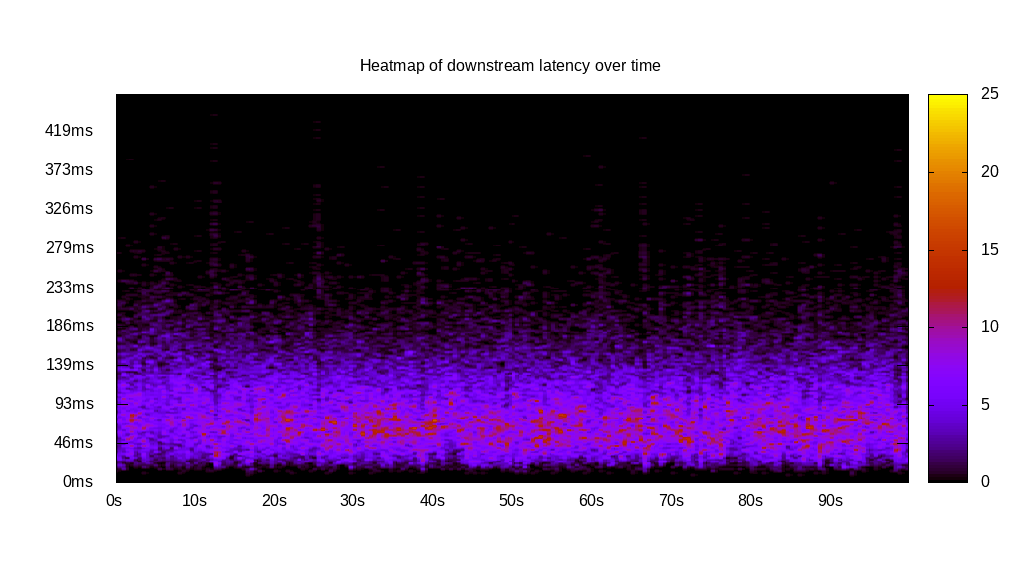 Heatmap of downstream latency over time
419ms
373ms
326ms
279ms
233ms
186ms
139ms
93ms
46ms
0ms
0s 10s 20s 30s 40s 50s 60s 70s 80s 90s
25
20
15
10
5
0